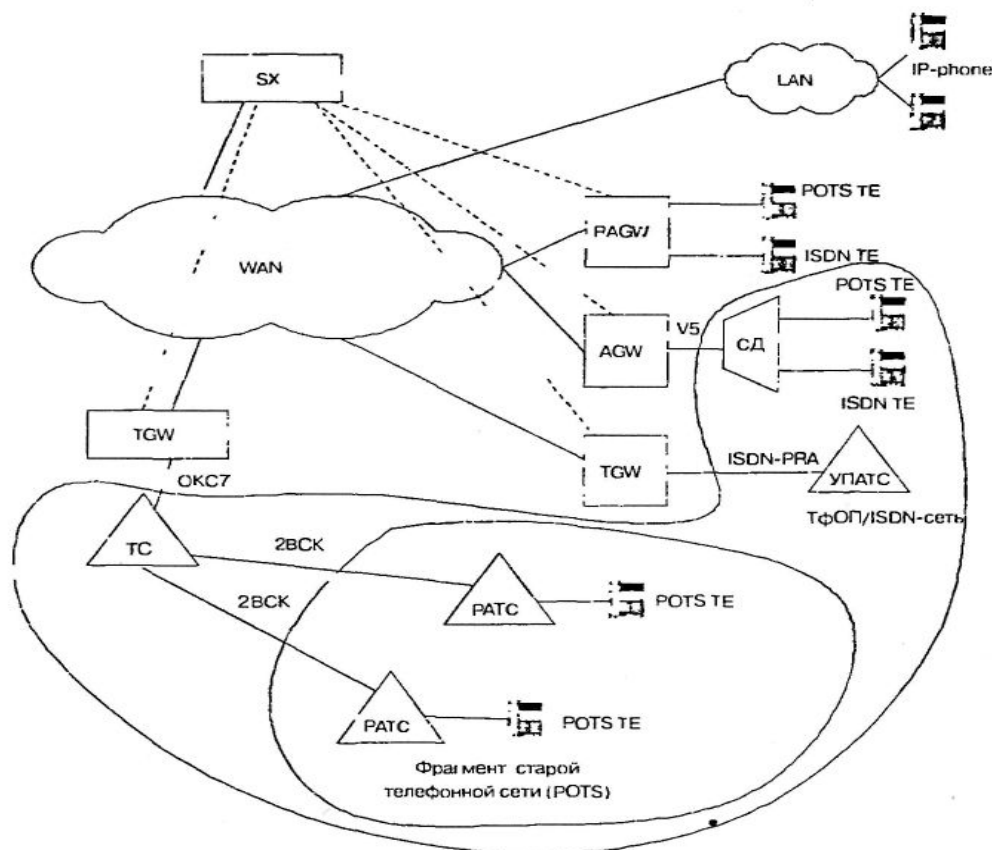 SX
LAN
IP-phone
POTS TE
PAGW
WAN
ISDN TE
POTS TE
V5
AGW
СД
ISDN TE
TGW
TGW
ISDN-PRA
УПАТС
ОКС7
ТфОП/ISDN-сеть
2ВСК
ТС
РАТС
POTS TE
2ВСК
РАТС
POTS TE
Фрагмент старой
телефонной сети (POTS)